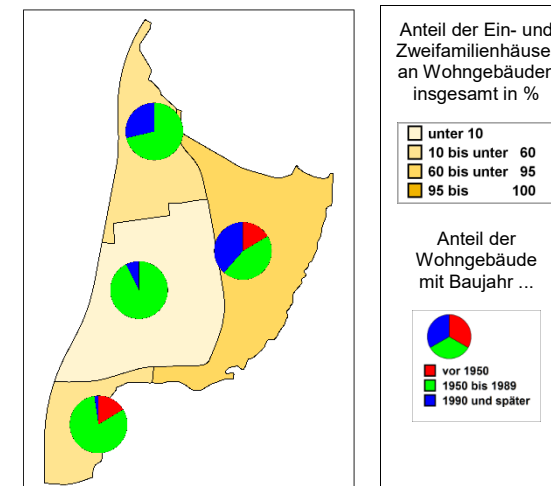 Anteil der Ein- und
Zweifamilienhäuse
an Wohngebäuden
insgesamt in %
unter 10
10 bis unter 60
60 bis unter 95
95 bis 100
Anteil der
Wohngebäude
mit Baujahr ...
vor 1950
1950 bis 1989
1990 und später